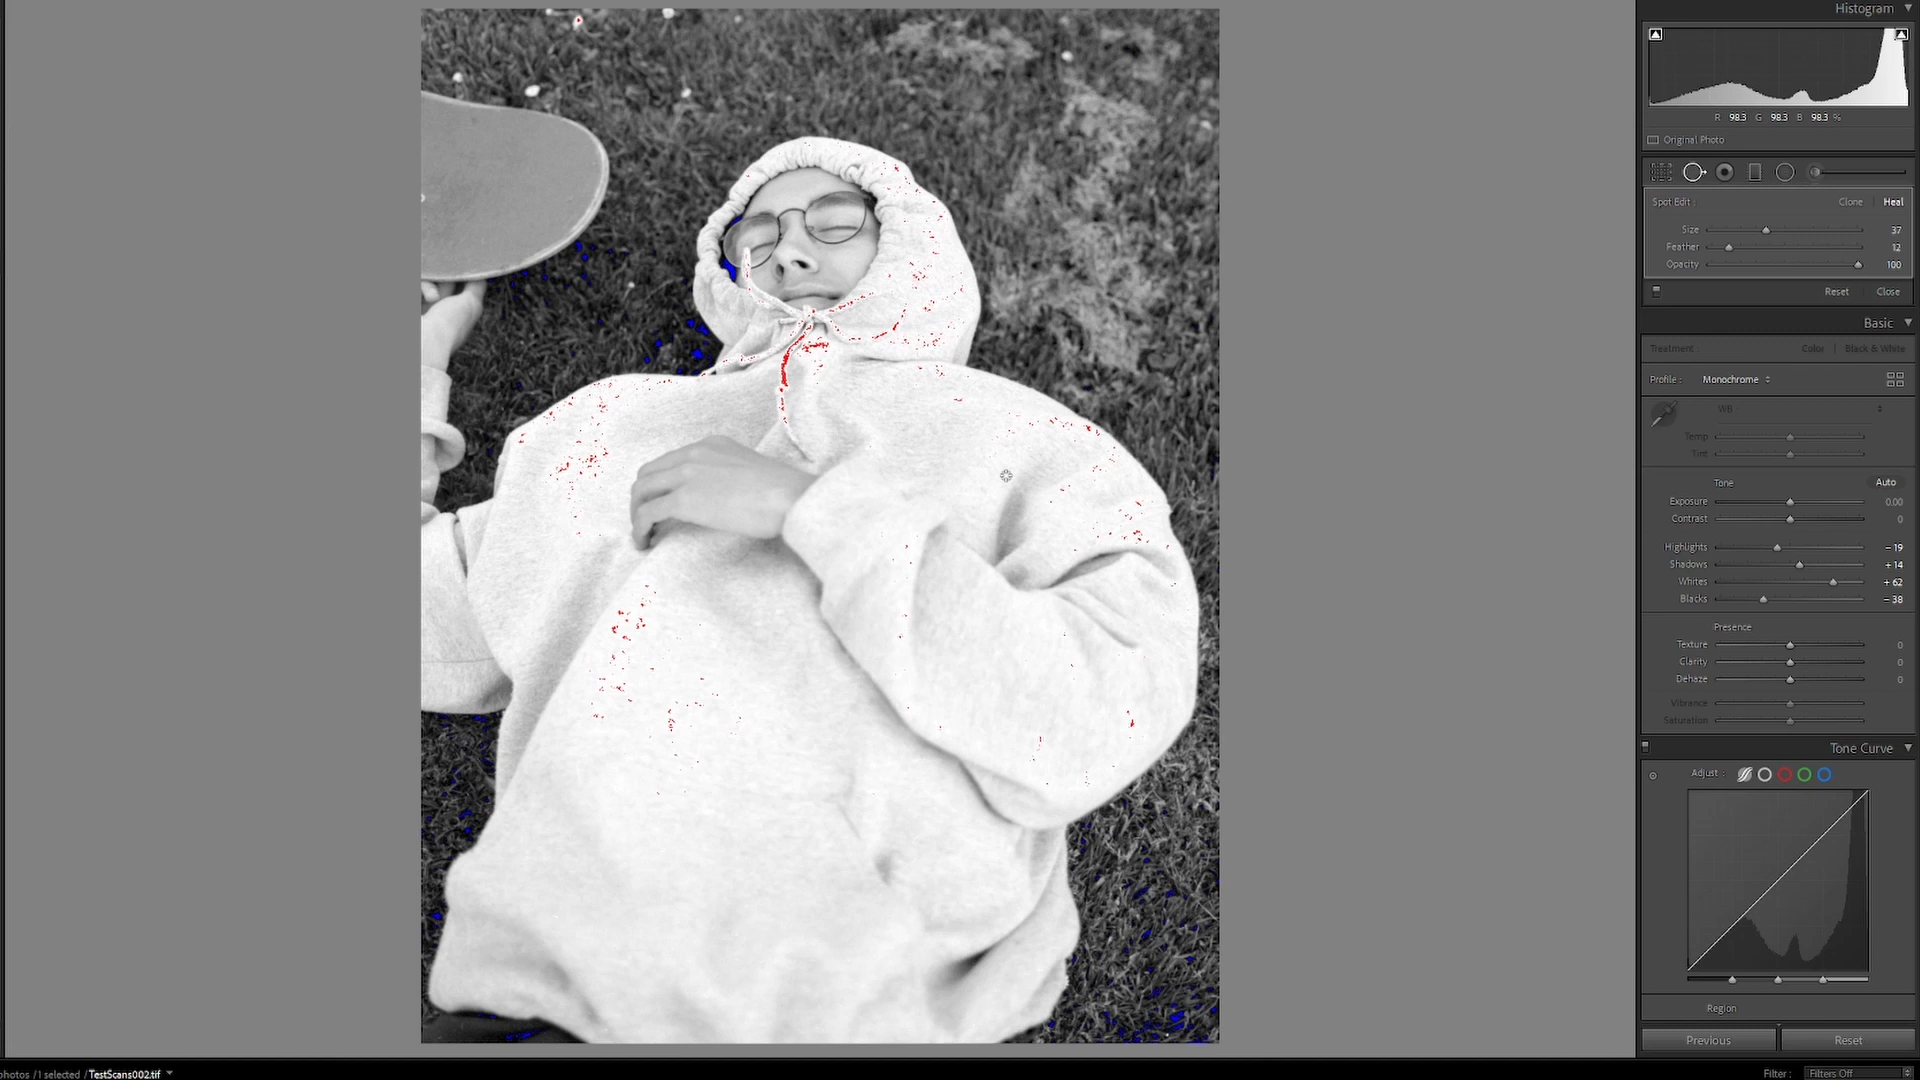 Histogram
R 98.3 G 98.3 B 98.3 %
Original Photo
Spot Edit : Clone | Heal
Size 37
Feather 12
Opacity 100
Reset Close
Basic
Treatment : Color | Black & White
Profile : Monochrome
WB
Temp
Tint
Tone Auto
Exposure 0.00
Contrast 0
Highlights – 19
Shadows + 14
Whites + 62
Blacks – 38
Presence
Texture 0
Clarity 0
Dehaze 0
Vibrance
Saturation
Tone Curve
Adjust :
Region
Previous Reset
photos / 1 selected / TestScans002.tif Filter : Filters Off